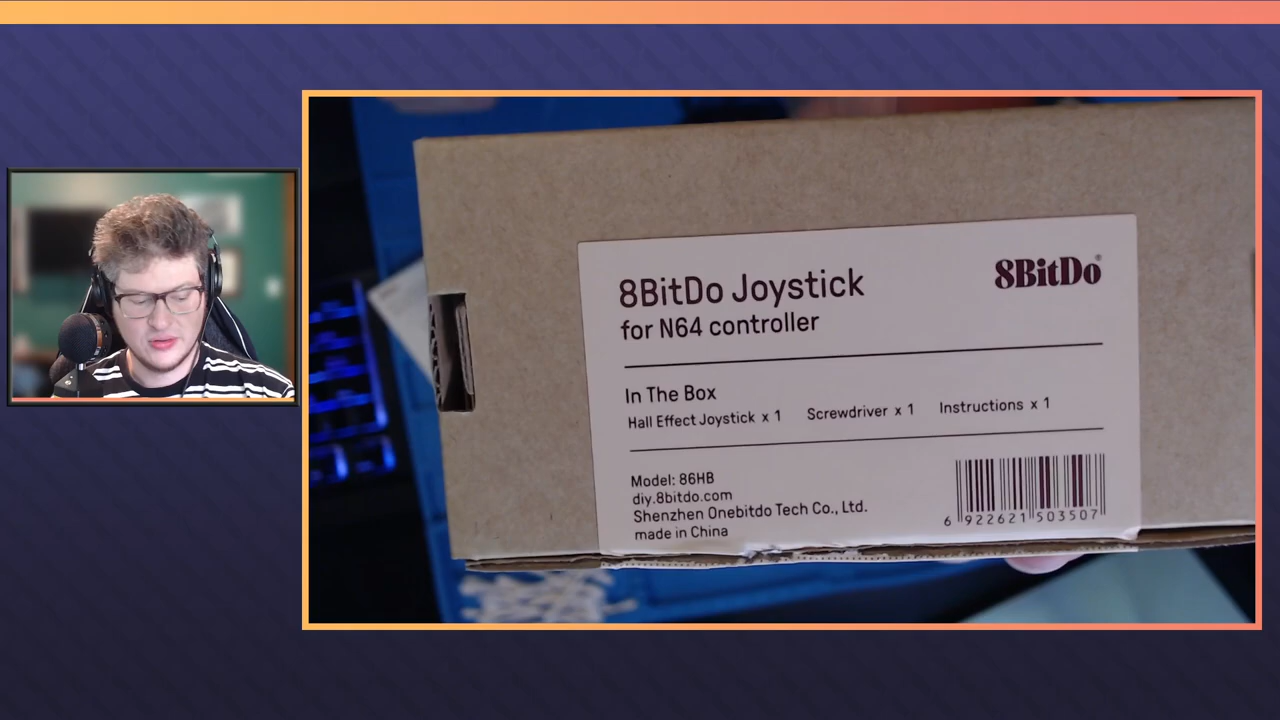 8BitDo Joystick
8BitDo®
for N64 controller
In The Box
Hall Effect Joystick x 1 Screwdriver x 1 Instructions x 1
Model: 86HB
diy.8bitdo.com
Shenzhen Onebitdo Tech Co., Ltd.
made in China
6 922621 503507